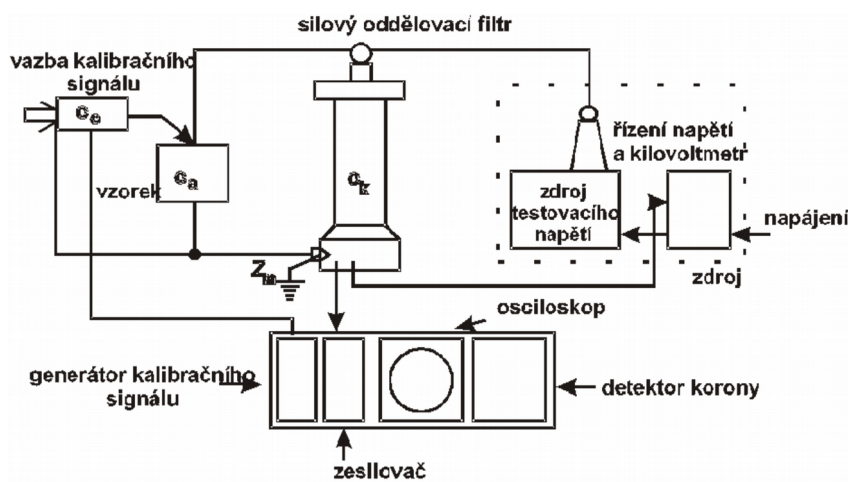 silový oddělovací filtr
vazba kalibračního
signálu
Ce
řízení napětí
a kilovoltmetr
vzorek
Ca
Ck
zdroj
testovacího
napětí
napájení
Zm
zdroj
osciloskop
generátor kalibračního
signálu
detektor korony
zesilovač